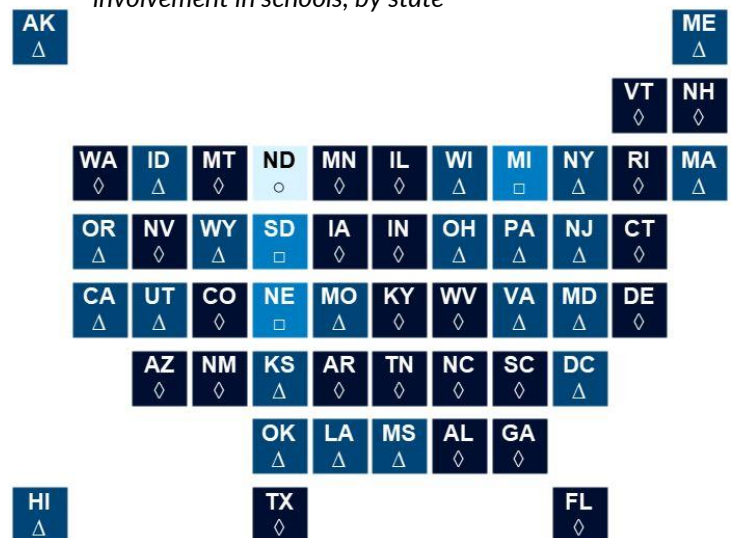 involvement in schools, by state
AK ME
Δ Δ
VT NH
◊ ◊
WA ID MT ND MN IL WI MI NY RI MA
◊ Δ ◊ ○ ◊ ◊ Δ □ Δ ◊ Δ
OR NV WY SD IA IN OH PA NJ CT
Δ ◊ Δ □ ◊ ◊ Δ Δ Δ ◊
CA UT CO NE MO KY WV VA MD DE
Δ Δ ◊ □ Δ ◊ ◊ Δ Δ ◊
AZ NM KS AR TN NC SC DC
◊ ◊ Δ ◊ ◊ ◊ ◊ Δ
OK LA MS AL GA
Δ Δ Δ ◊ ◊
HI TX FL
Δ ◊ ◊